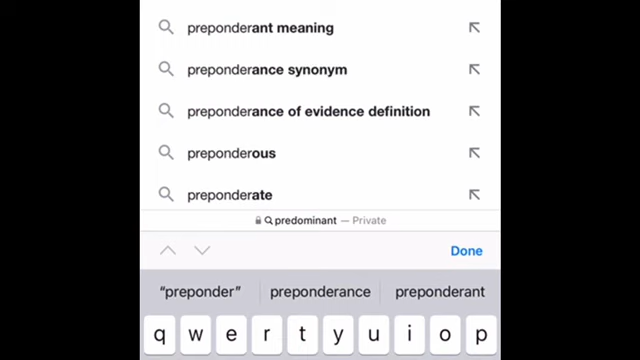 preponderant meaning
preponderance synonym
preponderance of evidence definition
preponderous
preponderate
predominant — Private
Done
“preponder” preponderance preponderant
q w e r t y u i o p